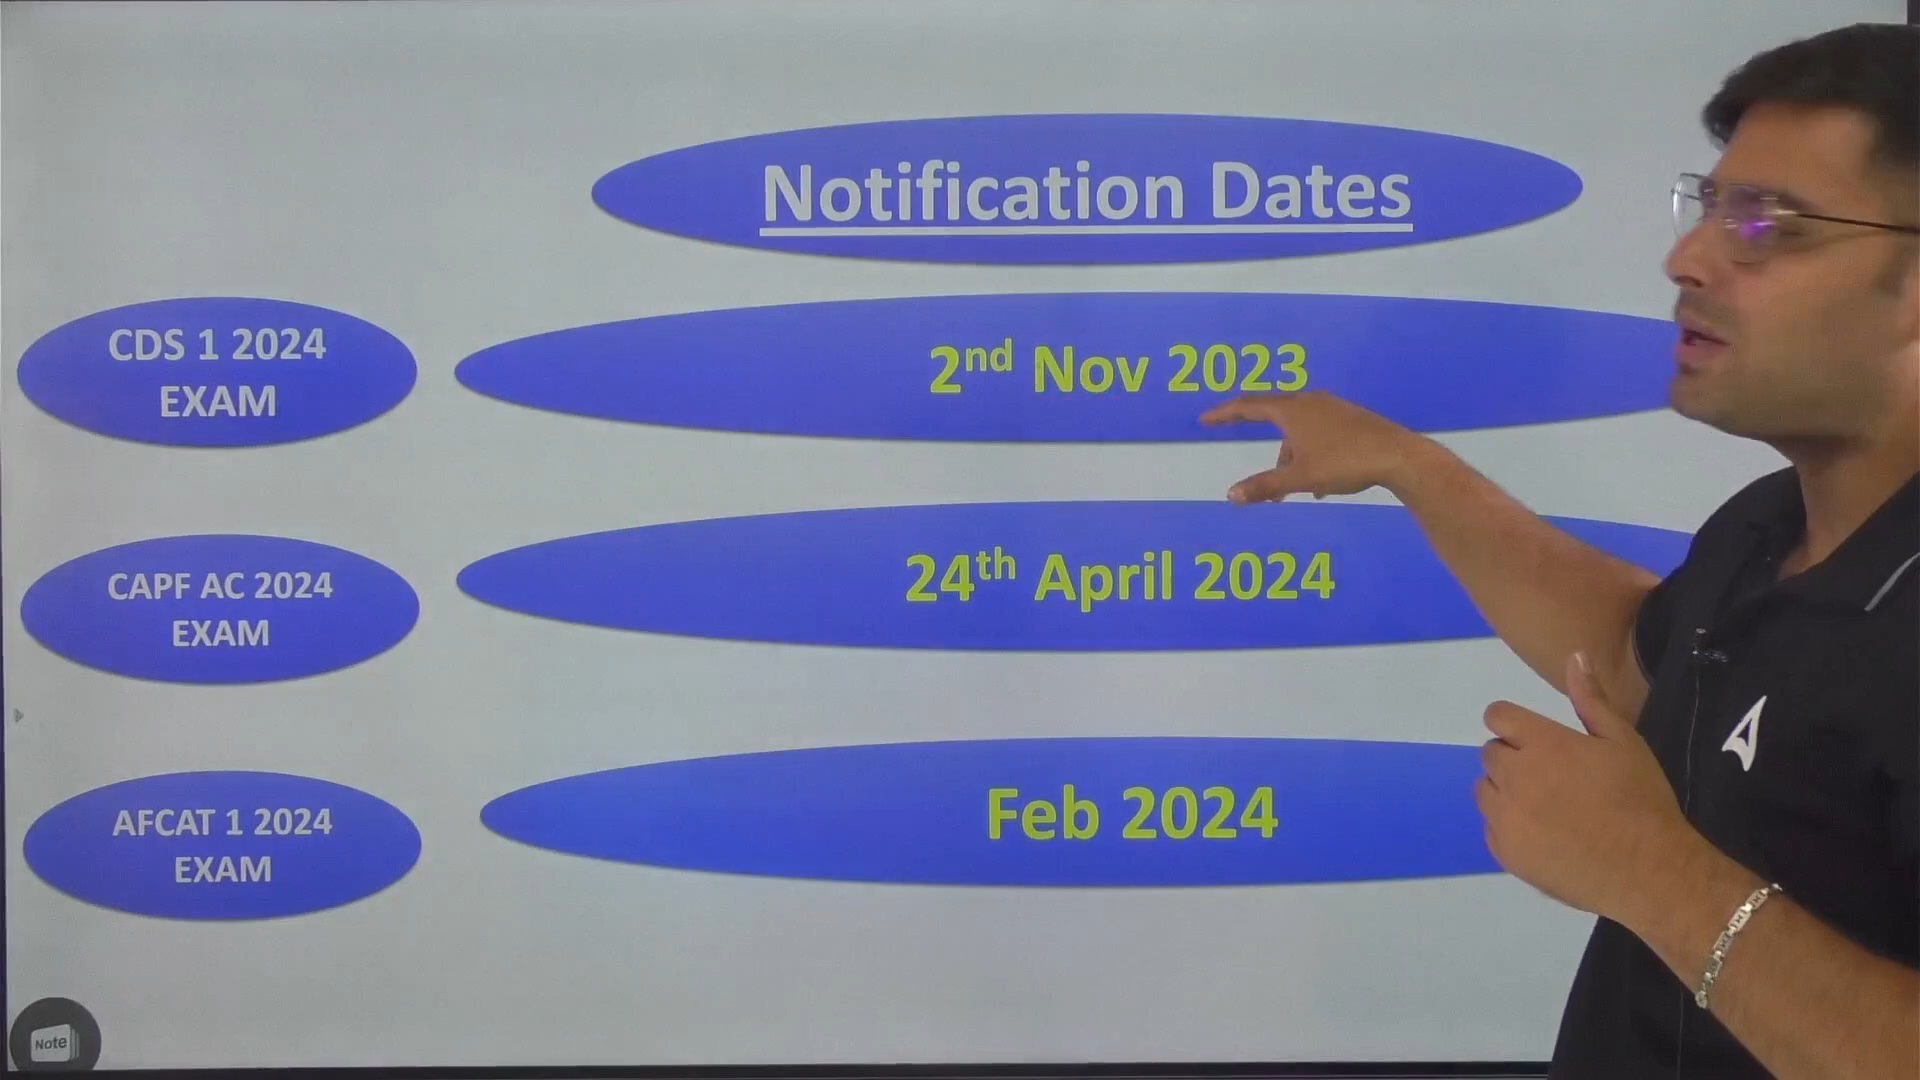 Notification Dates
CDS 1 2024
EXAM
2nd Nov 2023
CAPF AC 2024
EXAM
24th April 2024
AFCAT 1 2024
EXAM
Feb 2024
Note